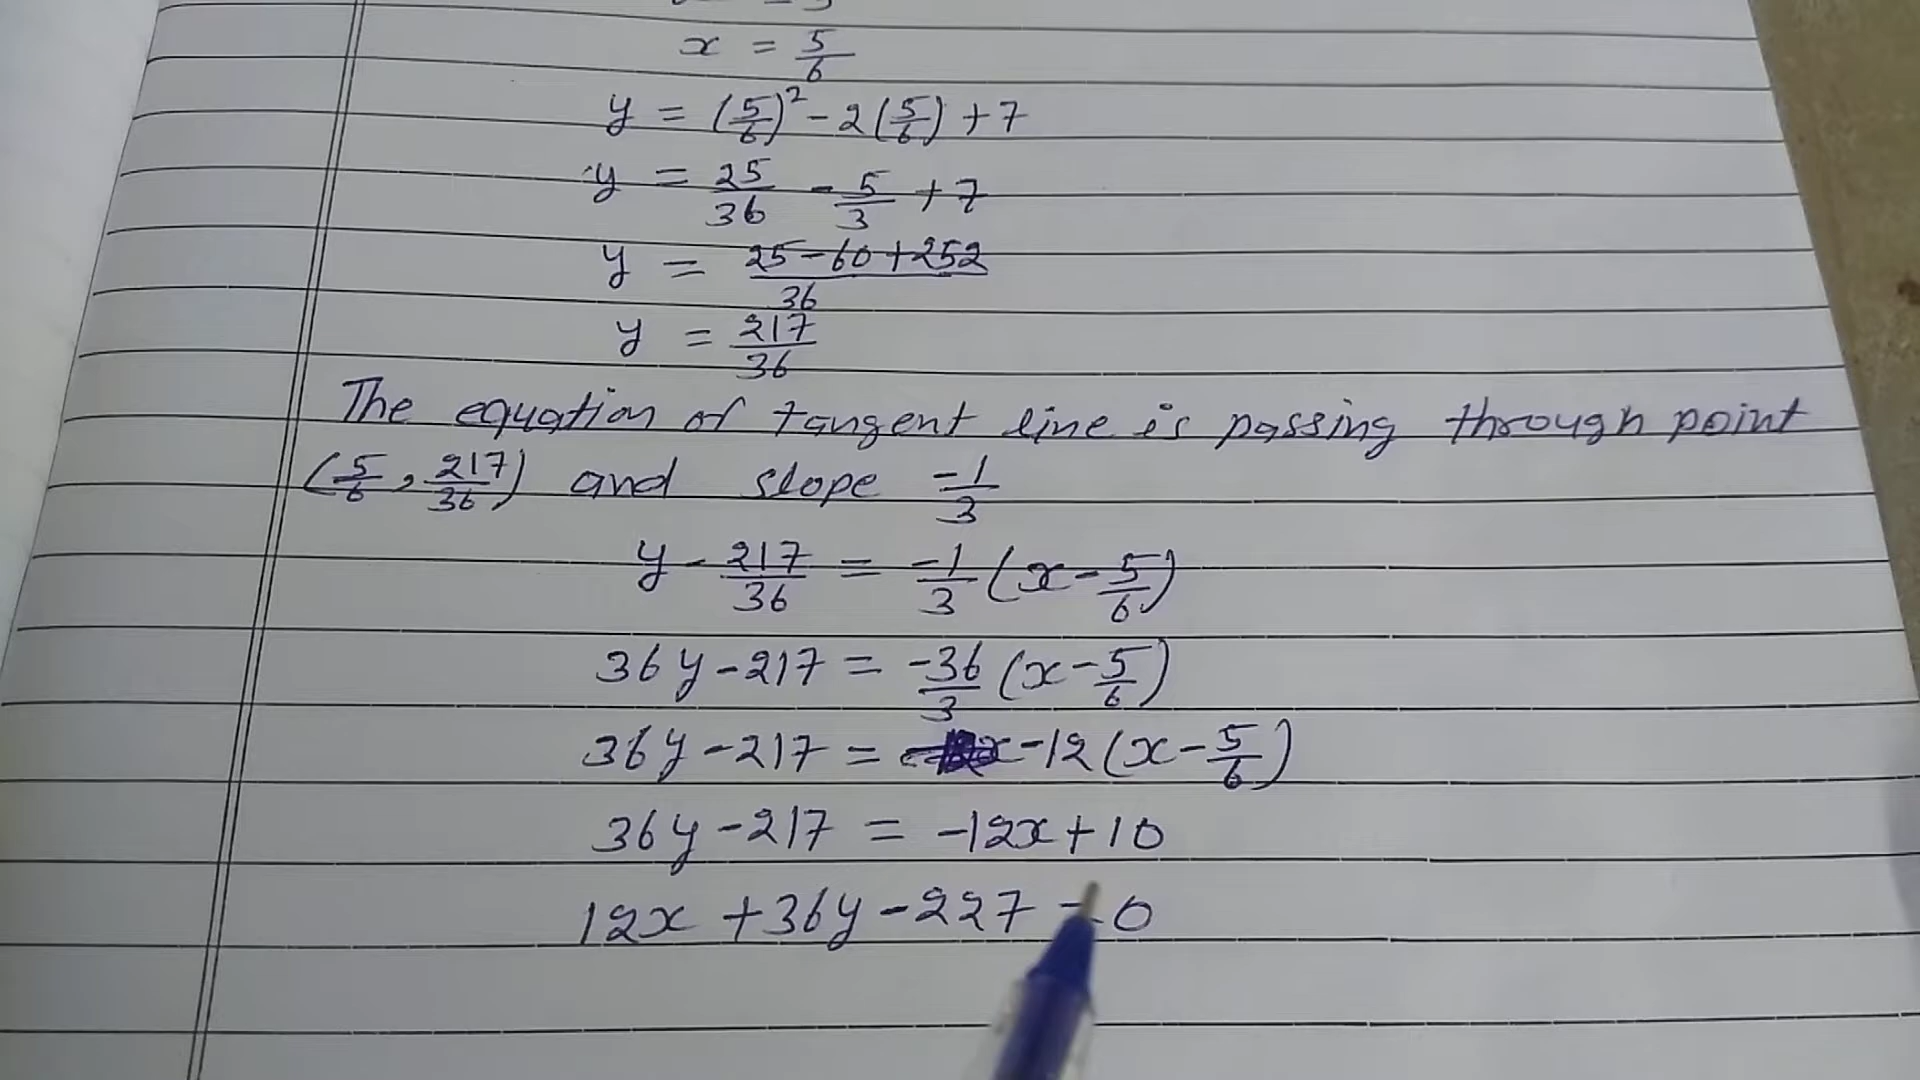 x = 5/6
y = (5/6)² - 2(5/6) + 7
y = 25/36 - 5/3 + 7
y = 25-60+252/36
y = 217/36
The equation of tangent line is passing through point
(5/6, 217/36) and slope -1/3
y - 217/36 = -1/3 (x - 5/6)
36y - 217 = -36/3 (x - 5/6)
36y - 217 = -12 (x - 5/6)
36y - 217 = -12x + 10
12x + 36y - 227 = 0